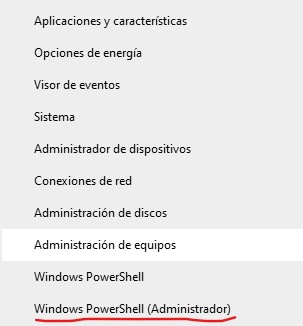 Aplicaciones y características
Opciones de energía
Visor de eventos
Sistema
Administrador de dispositivos
Conexiones de red
Administración de discos
Administración de equipos
Windows PowerShell
Windows PowerShell (Administrador)